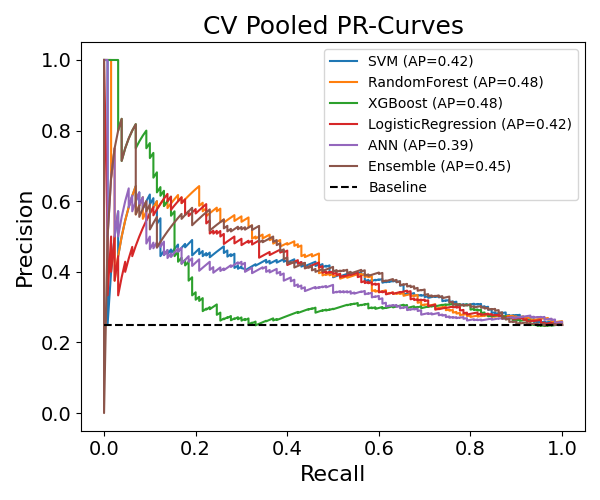 CV Pooled PR-Curves
SVM (AP=0.42)
RandomForest (AP=0.48)
XGBoost (AP=0.48)
LogisticRegression (AP=0.42)
ANN (AP=0.39)
Ensemble (AP=0.45)
Baseline
Precision
1.0
0.8
0.6
0.4
0.2
0.0
0.0 0.2 0.4 0.6 0.8 1.0
Recall